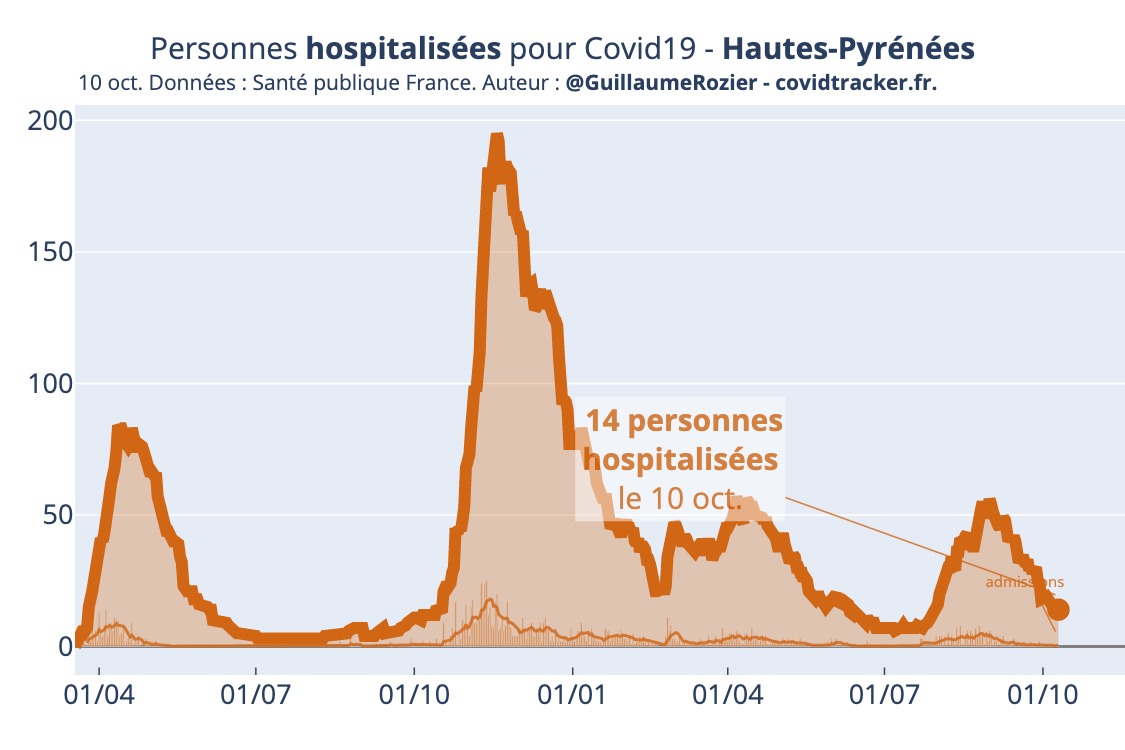 Personnes hospitalisées pour Covid19 - Hautes-Pyrénées
10 oct. Données : Santé publique France. Auteur : @GuillaumeRozier - covidtracker.fr.
200
150
100
50
0
14 personnes
hospitalisées
le 10 oct.
admissions
01/04 01/07 01/10 01/01 01/04 01/07 01/10